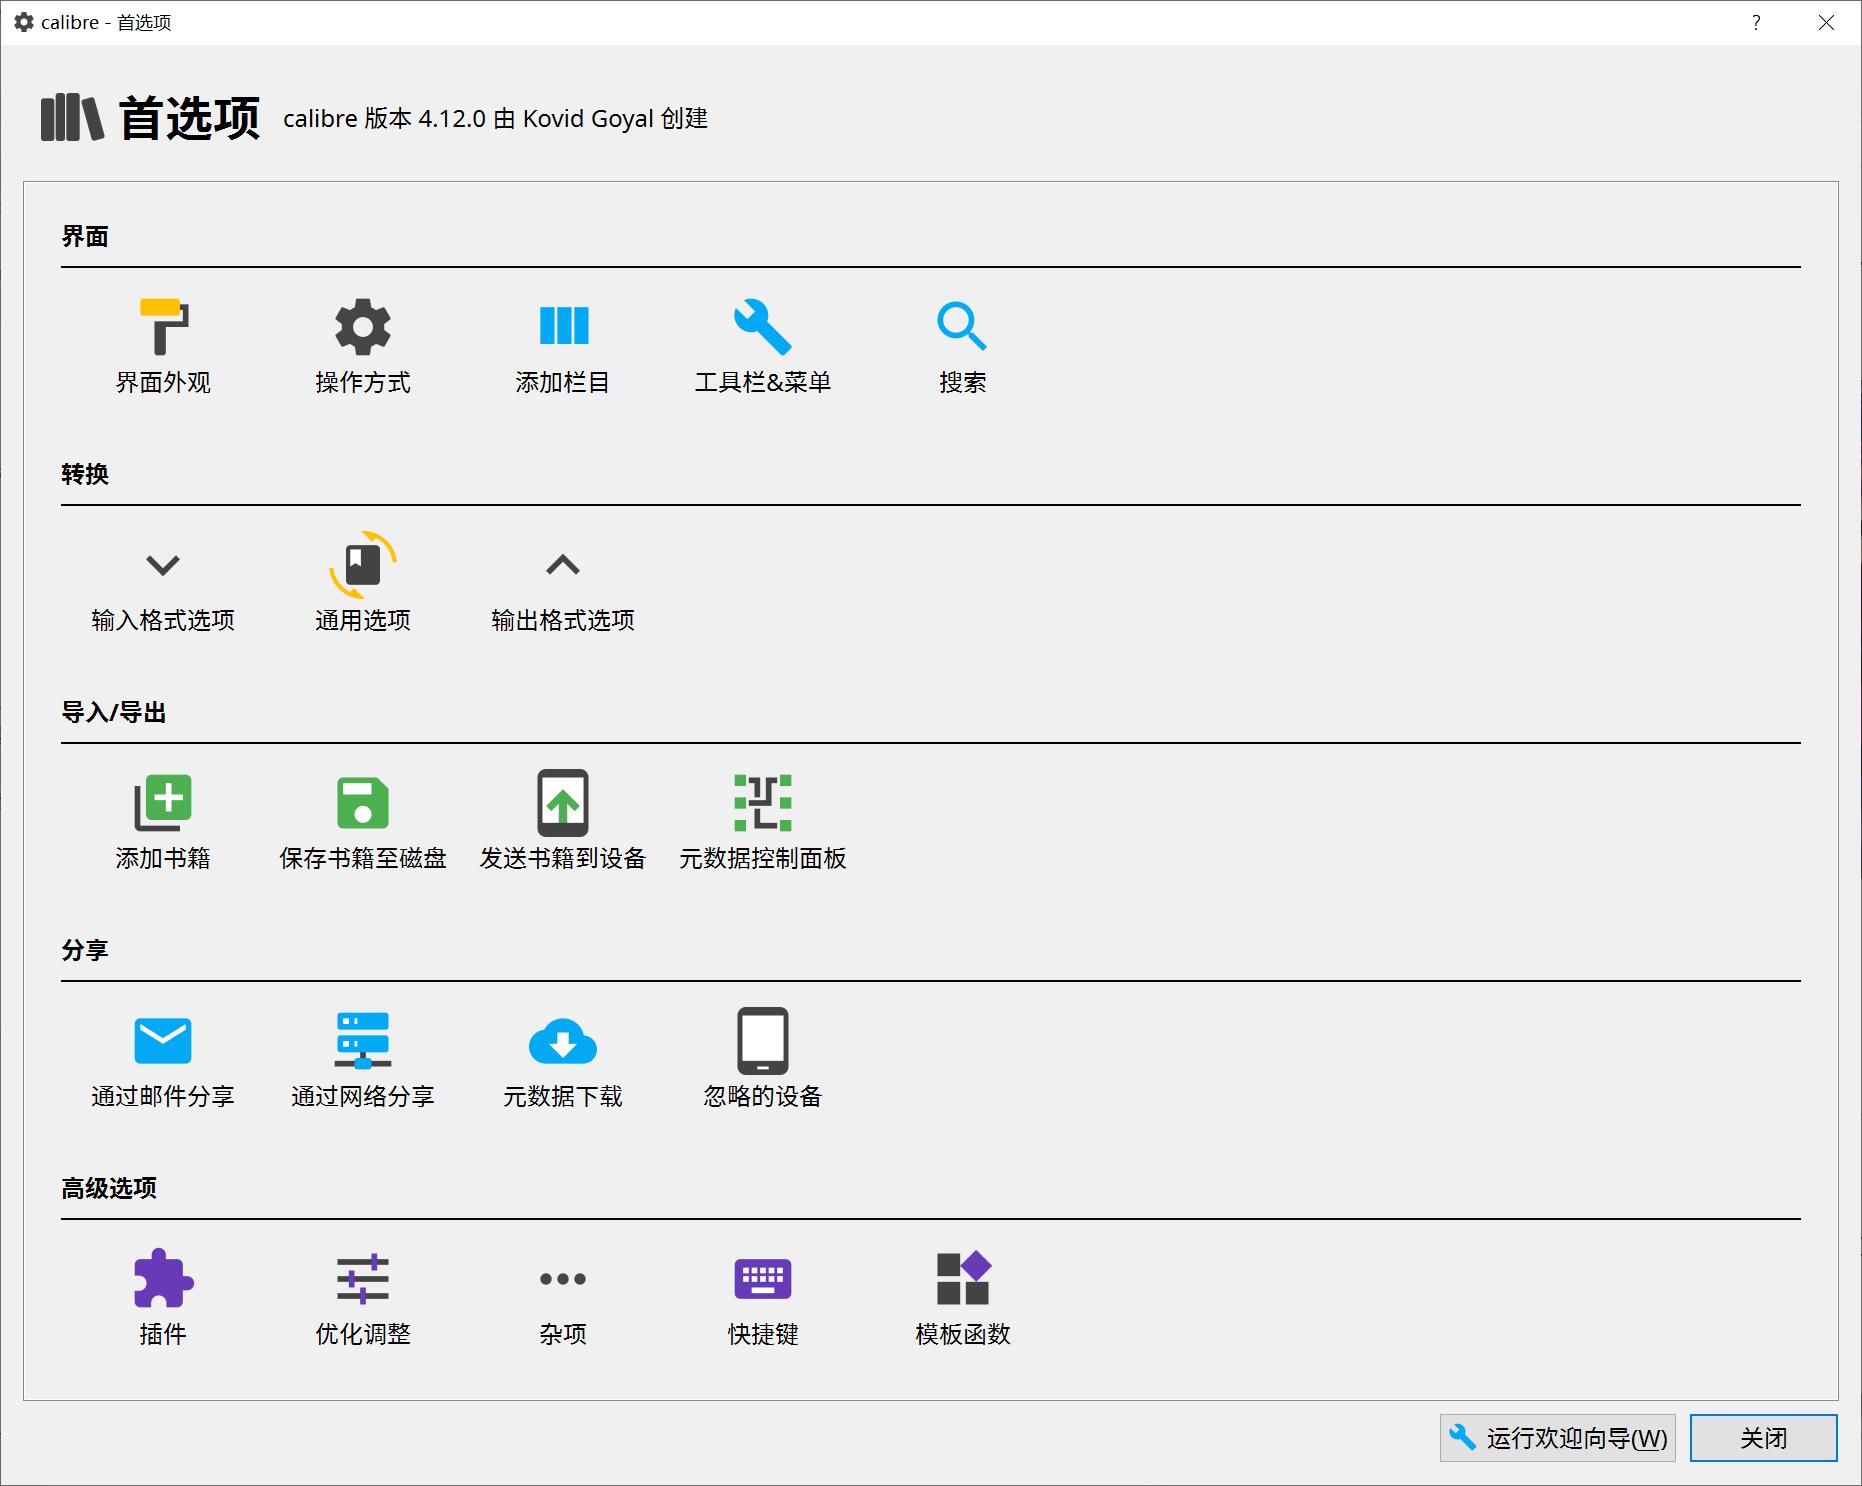 calibre - 首选项
首选项 calibre 版本 4.12.0 由 Kovid Goyal 创建
界面
界面外观 操作方式 添加栏目 工具栏&菜单 搜索
转换
输入格式选项 通用选项 输出格式选项
导入/导出
添加书籍 保存书籍至磁盘 发送书籍到设备 元数据控制面板
分享
通过邮件分享 通过网络分享 元数据下载 忽略的设备
高级选项
插件 优化调整 杂项 快捷键 模板函数
运行欢迎向导(W) 关闭